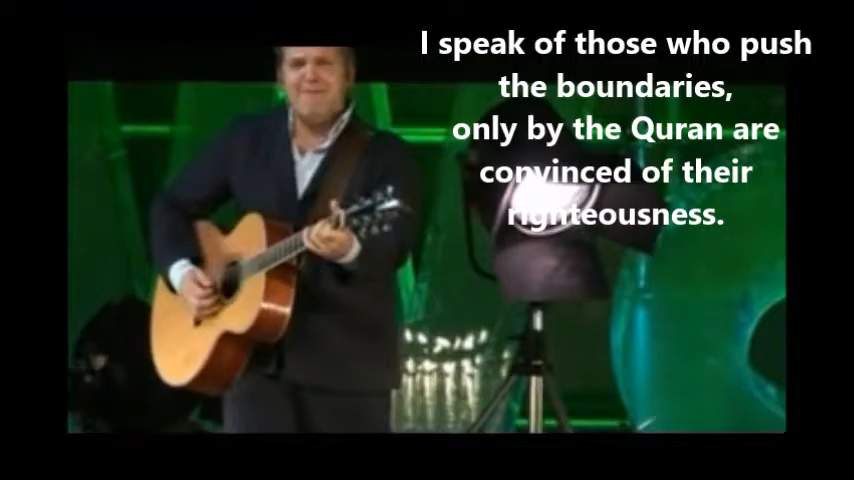 I speak of those who push
the boundaries,
only by the Quran are
convinced of their
righteousness.